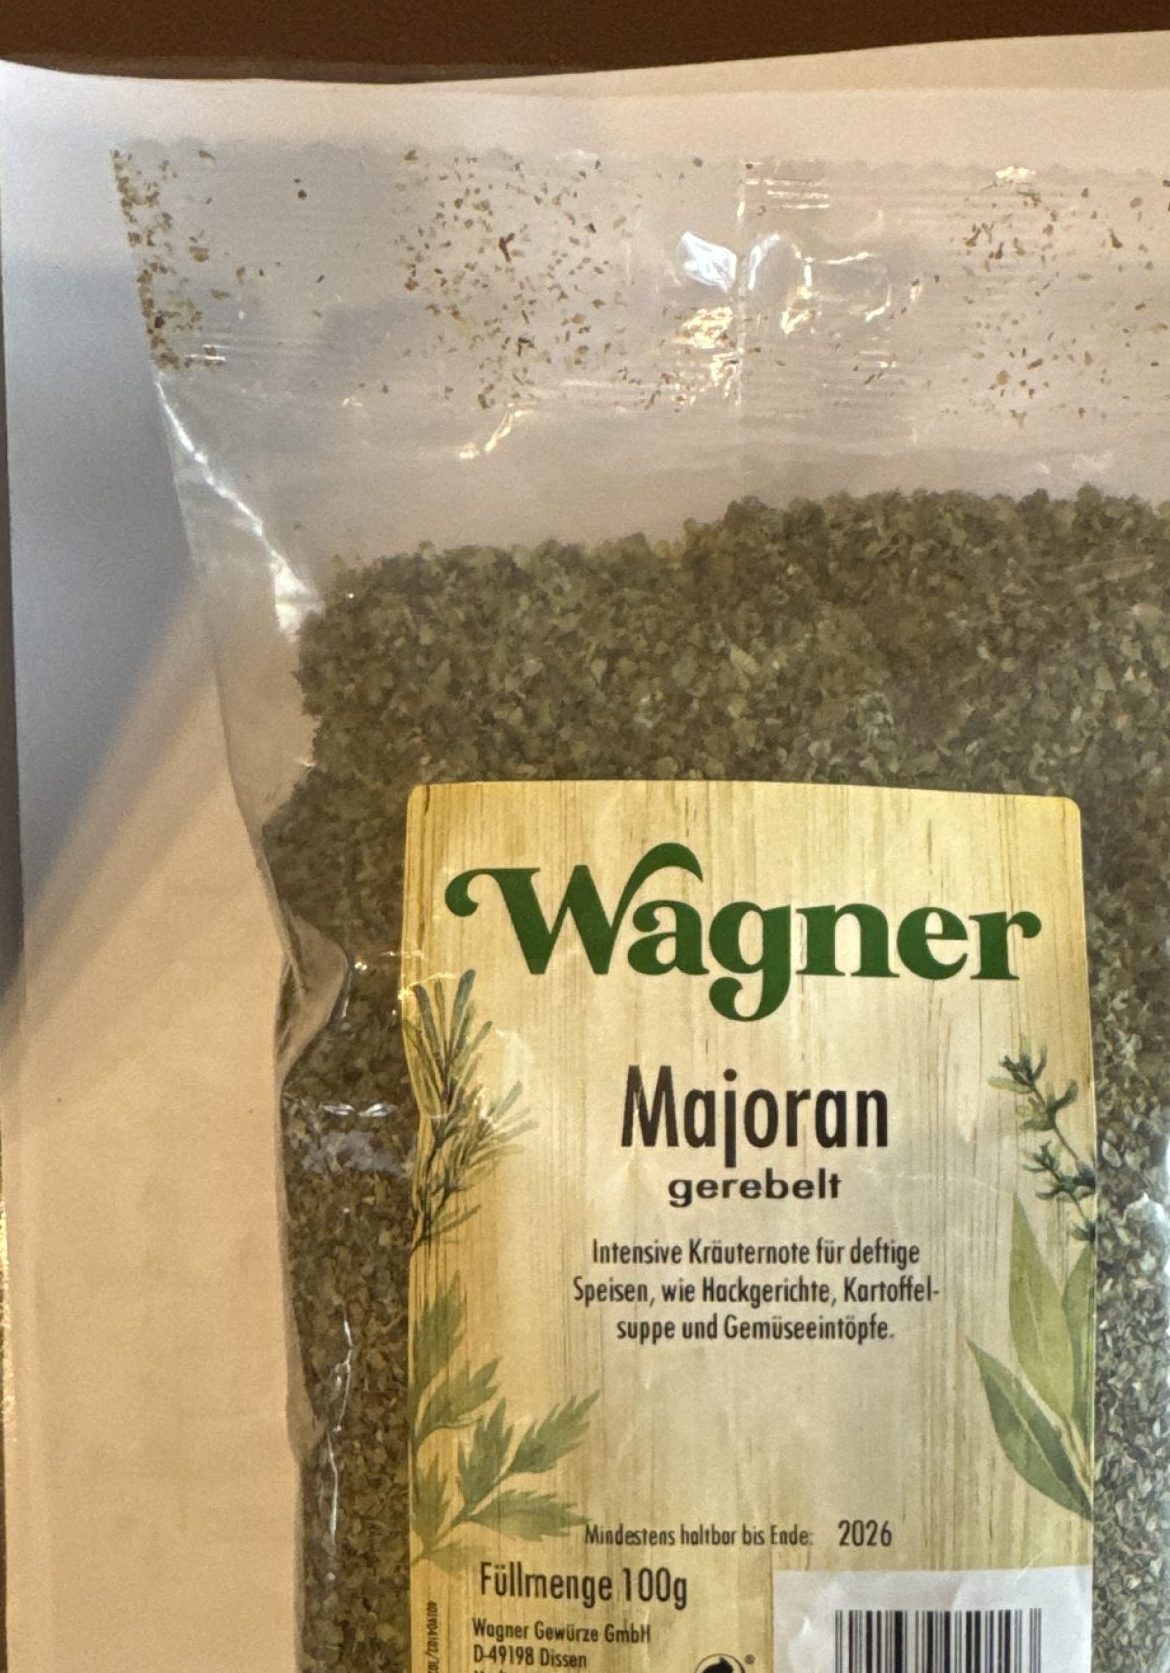 Wagner
Majoran
gerebelt
Intensive Kräuternote für deftige
Speisen, wie Hackgerichte, Kartoffel-
suppe und Gemüseeintöpfe.
Mindestens haltbar bis Ende: 2026
Füllmenge 100g
Wagner Gewürze GmbH
D-49198 Dissen